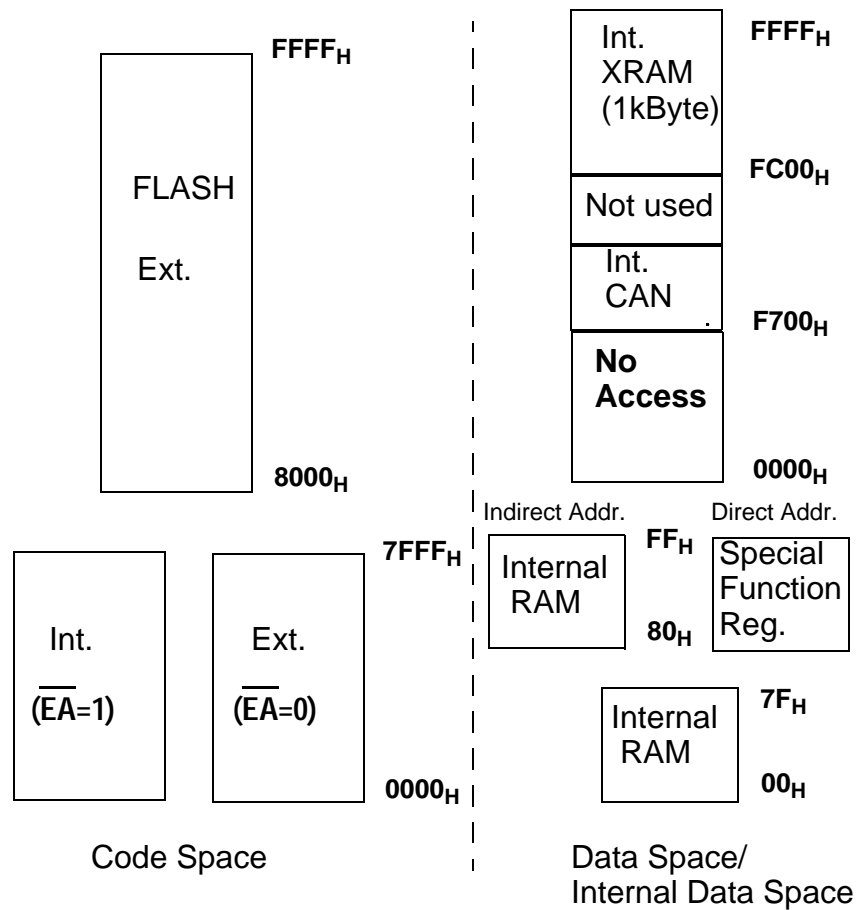 FFFFH
FLASH
Ext.
8000H
7FFFH
Int.
(EA=1)
Ext.
(EA=0)
0000H
Code Space
Int.
XRAM
(1kByte)
FFFFH
FC00H
Not used
Int.
CAN
F700H
No
Access
0000H
Indirect Addr.
Internal
RAM
FFH
80H
Direct Addr.
Special
Function
Reg.
Internal
RAM
7FH
00H
Data Space/
Internal Data Space